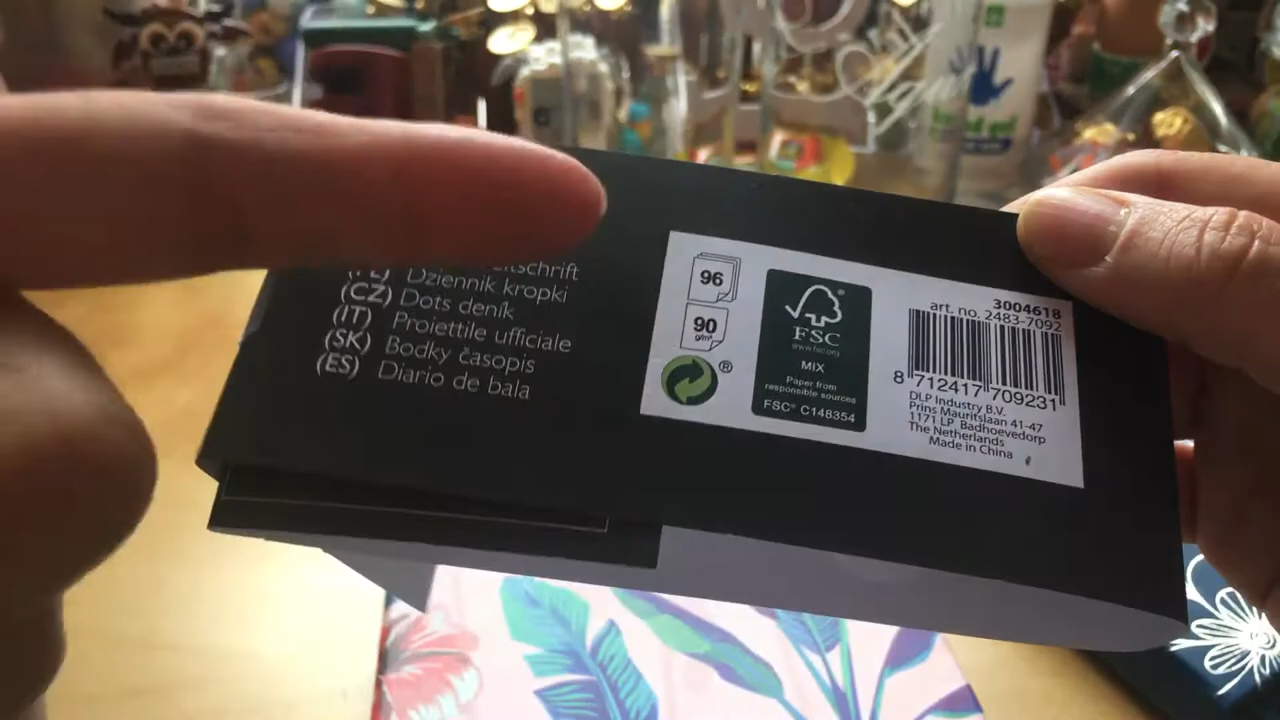 (CZ) Dziennik kropki
(IT) Dots deník
(SK) Proiettile ufficiale
(ES) Bodky časopis
Diario de bala
96
90
g/m²
®
FSC
www.fsc.org
MIX
Paper from
responsible sources
FSC® C148354
3004618
art. no. 2483-7092
8 712417 709231
DLP Industry B.V.
Prins Mauritslaan 41-47
1171 LP Badhoevedorp
The Netherlands
Made in China